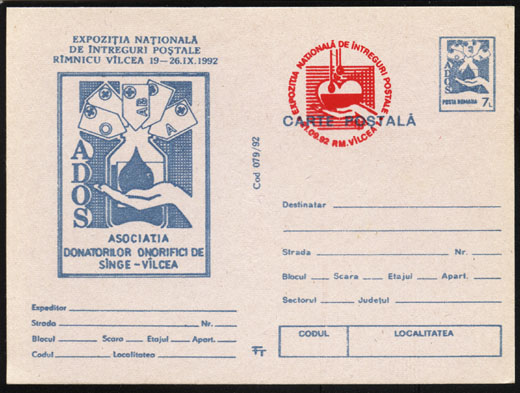 EXPOZIȚIA NAȚIONALĂ
DE ÎNTREGURI POȘTALE
RÎMNICU VÎLCEA 19–26.IX.1992
O
AB
A
ADOS
ASOCIATIA
DONATORILOR ONORIFICI DE
SÎNGE – VÎLCEA
Expeditor
Strada Nr.
Blocul Scara Etajul Apart.
Codul Localitatea
Cod 079/92
EXPOZIȚIA NAȚIONALĂ DE ÎNTREGURI POȘTALE
.09.92 RM. VÎLCEA
CARTE POȘTALĂ
ADOS
POSTA ROMANA 7L
Destinatar
Strada Nr.
Blocul Scara Etajul Apart.
Sectorul Județul
CODUL LOCALITATEA